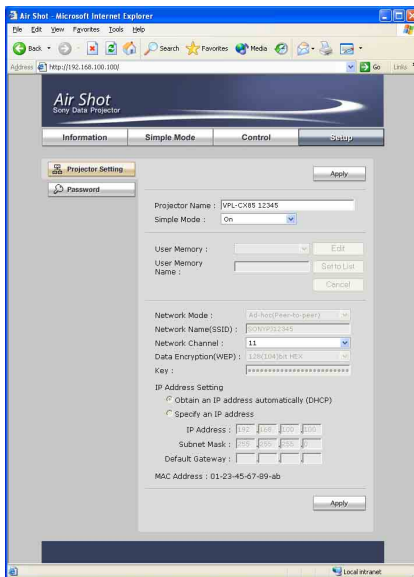 Air Shot - Microsoft Internet Explorer
File Edit View Favorites Tools Help
Back Search Favorites Media
Address http://192.168.100.100/ Go Links
Air Shot
Sony Data Projector
Information Simple Mode Control Setup
Projector Setting
Password
Apply
Projector Name : VPL-CX85 12345
Simple Mode : On
User Memory : Edit
User Memory Name : Set to List
Cancel
Network Mode : Ad-hoc(Peer-to-peer)
Network Name(SSID) : SONYPJ12345
Network Channel : 11
Data Encryption(WEP) : 128(104)bit HEX
Key : **************************
IP Address Setting
Obtain an IP address automatically (DHCP)
Specify an IP address
IP Address : 192 .168 .100 .100
Subnet Mask : 255 .255 .255 .0
Default Gateway : . . .
MAC Address : 01-23-45-67-89-ab
Apply
Local intranet